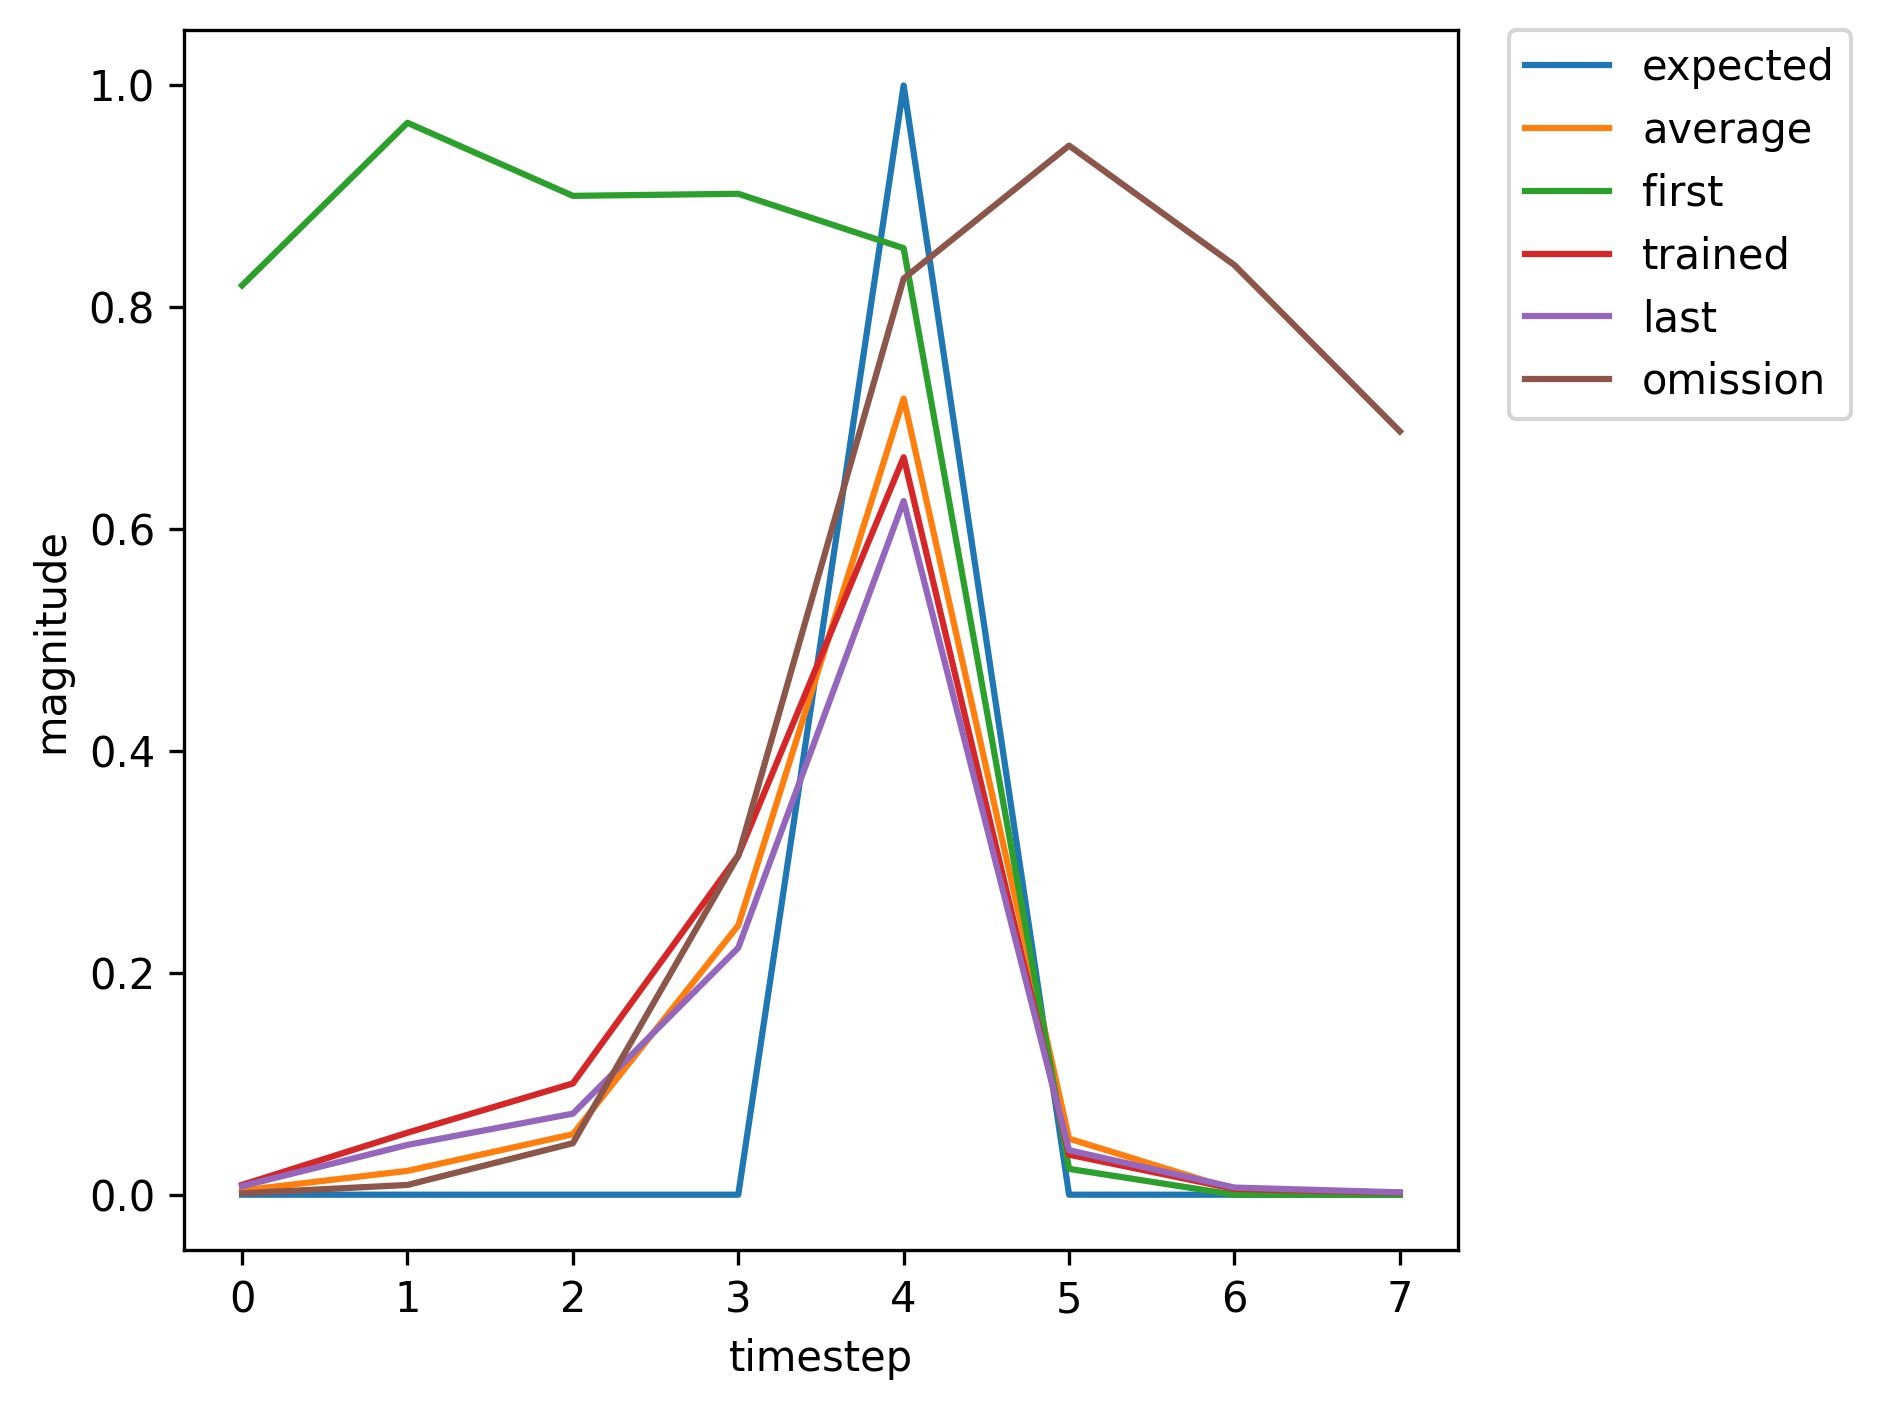 expected
average
first
trained
last
omission
1.0
0.8
0.6
0.4
0.2
0.0
magnitude
0 1 2 3 4 5 6 7
timestep